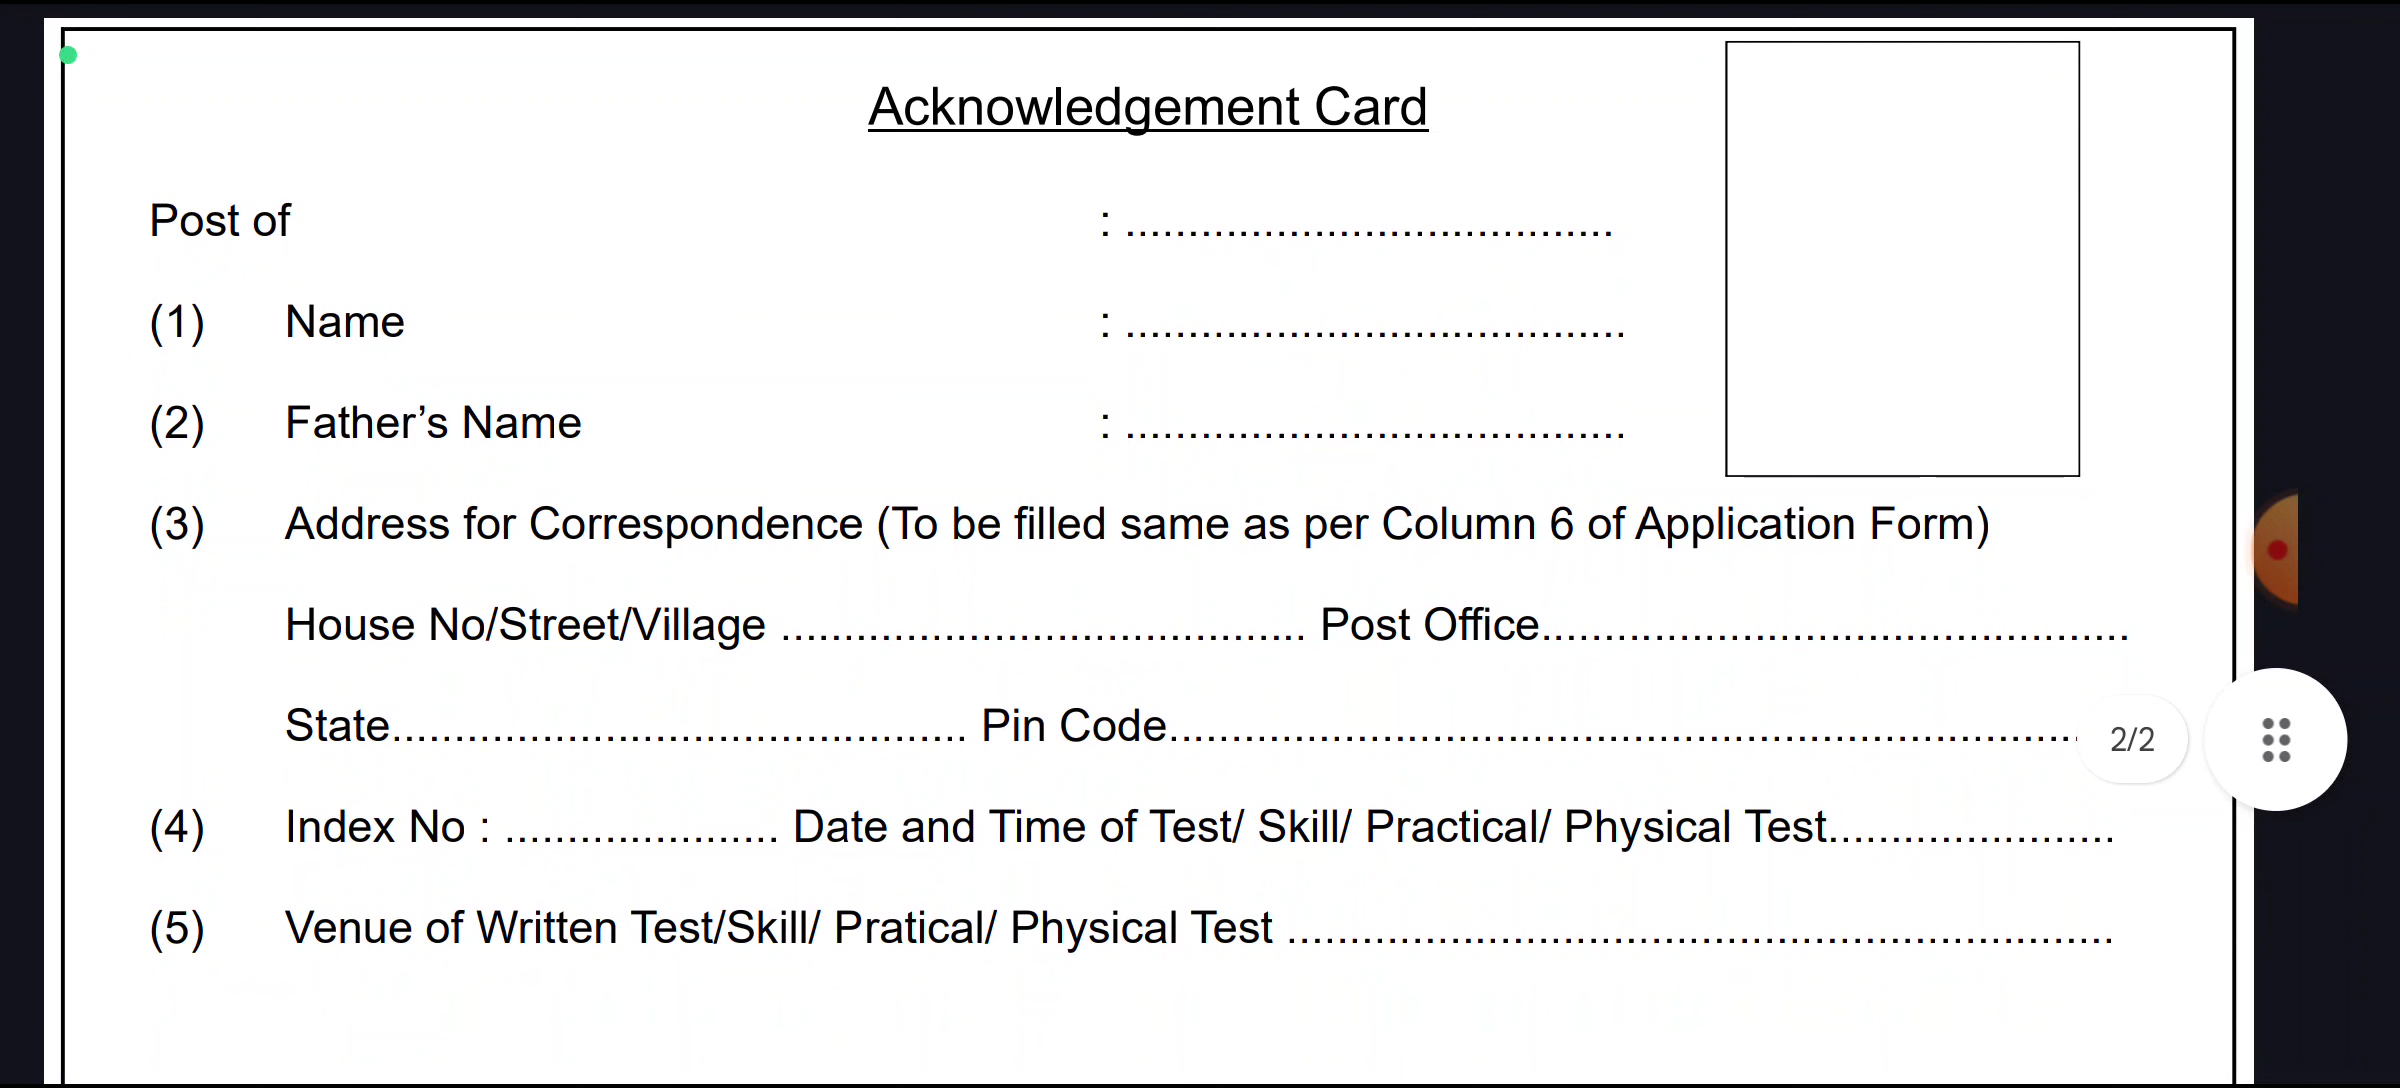 Acknowledgement Card
Post of : .......................................
(1) Name : ........................................
(2) Father’s Name : ........................................
(3) Address for Correspondence (To be filled same as per Column 6 of Application Form)
House No/Street/Village .......................................... Post Office...............................................
State.............................................. Pin Code.........................................................................
2/2
(4) Index No : ...................... Date and Time of Test/ Skill/ Practical/ Physical Test.......................
(5) Venue of Written Test/Skill/ Pratical/ Physical Test ..................................................................